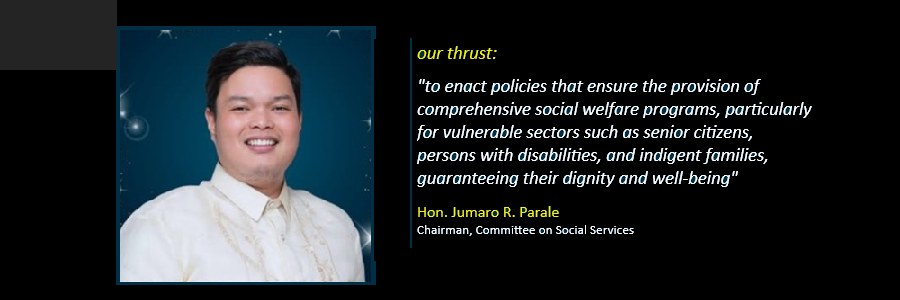 our thrust:
"to enact policies that ensure the provision of
comprehensive social welfare programs, particularly
for vulnerable sectors such as senior citizens,
persons with disabilities, and indigent families,
guaranteeing their dignity and well-being"
Hon. Jumaro R. Parale
Chairman, Committee on Social Services